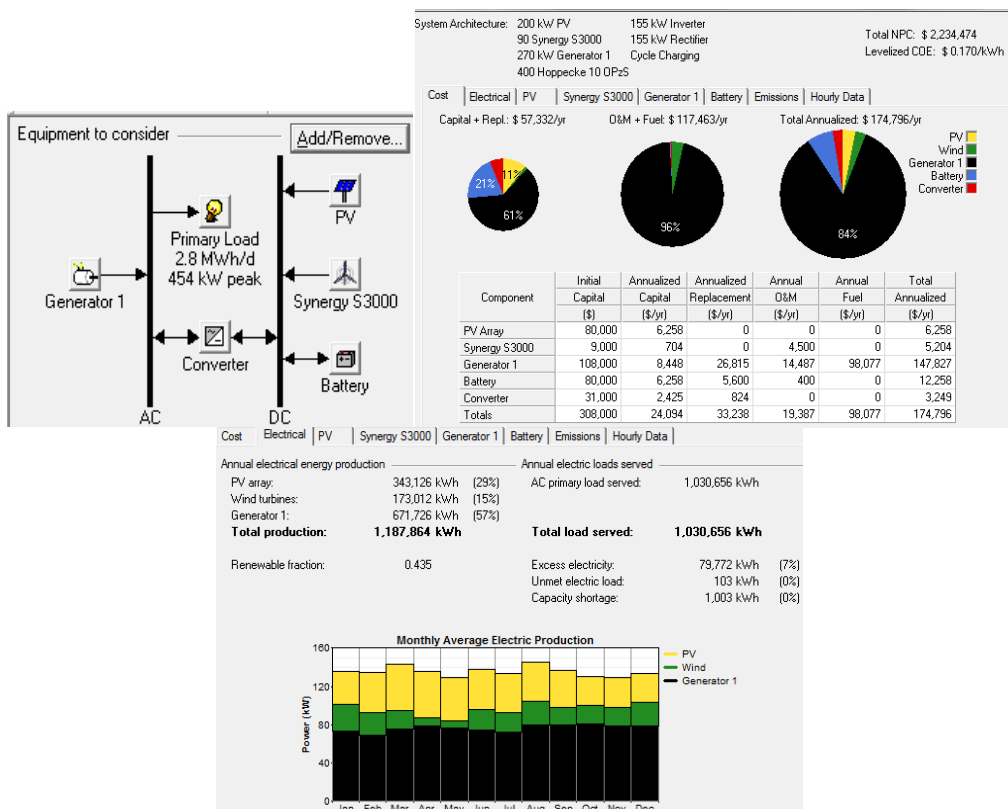 System Architecture: 200 kW PV 155 kW Inverter
90 Synergy S3000 155 kW Rectifier
270 kW Generator 1 Cycle Charging
400 Hoppecke 10 OPzS
Total NPC: $ 2,234,474
Levelized COE: $ 0.170/kWh
Cost Electrical PV Synergy S3000 Generator 1 Battery Emissions Hourly Data
Capital + Repl.: $ 57,332/yr O&M + Fuel: $ 117,463/yr Total Annualized: $ 174,796/yr
PV
Wind
Generator 1
Battery
Converter
11%
21%
61%
96%
84%
Component Initial Capital ($) Annualized Capital ($/yr) Annualized Replacement ($/yr) Annual O&M ($/yr) Annual Fuel ($/yr) Total Annualized ($/yr)
PV Array 80,000 6,258 0 0 0 6,258
Synergy S3000 9,000 704 0 4,500 0 5,204
Generator 1 108,000 8,448 26,815 14,487 98,077 147,827
Battery 80,000 6,258 5,600 400 0 12,258
Converter 31,000 2,425 824 0 0 3,249
Totals 308,000 24,094 33,238 19,387 98,077 174,796
Equipment to consider Add/Remove...
Primary Load
2.8 MWh/d
454 kW peak
PV
Generator 1
Synergy S3000
Converter
Battery
AC DC
Cost Electrical PV Synergy S3000 Generator 1 Battery Emissions Hourly Data
Annual electrical energy production Annual electric loads served
PV array: 343,126 kWh (29%) AC primary load served: 1,030,656 kWh
Wind turbines: 173,012 kWh (15%)
Generator 1: 671,726 kWh (57%)
Total production: 1,187,864 kWh Total load served: 1,030,656 kWh
Renewable fraction: 0.435 Excess electricity: 79,772 kWh (7%)
Unmet electric load: 103 kWh (0%)
Capacity shortage: 1,003 kWh (0%)
Monthly Average Electric Production
160
120
80
40
0
Power (kW)
PV
Wind
Generator 1
Jan Feb Mar Apr May Jun Jul Aug Sep Oct Nov Dec